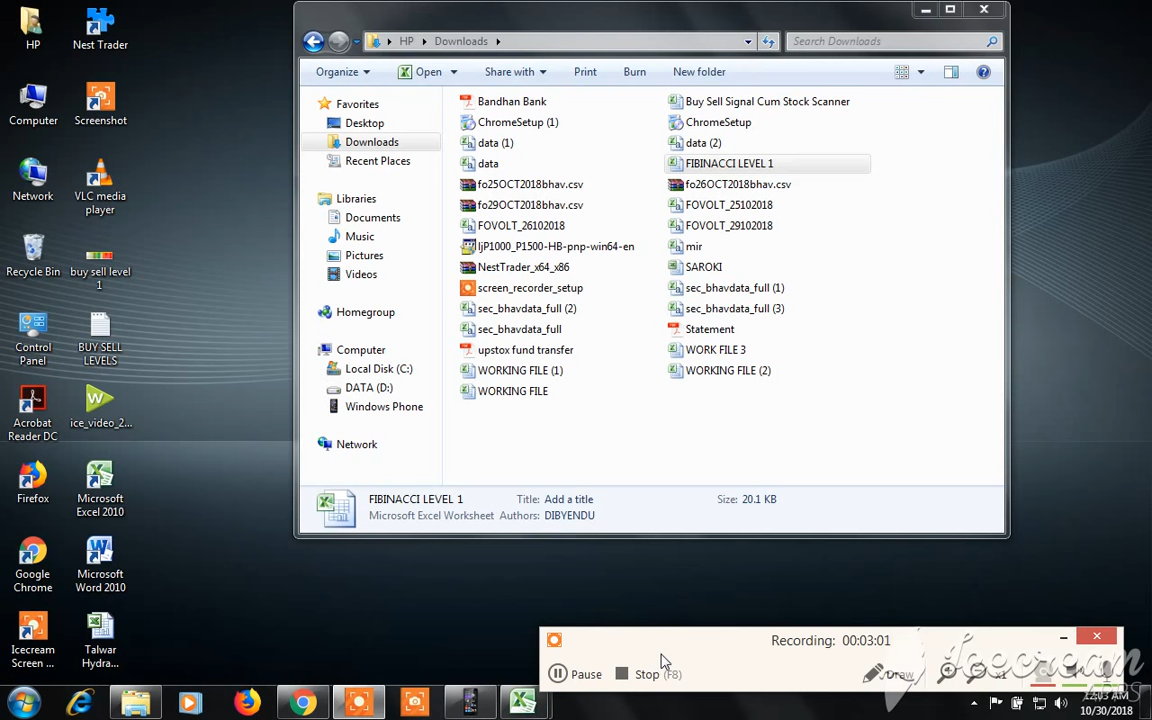 HP
Nest Trader
Computer
Screenshot
Network
VLC media
player
Recycle Bin
buy sell level
1
Control
Panel
BUY SELL
LEVELS
Acrobat
Reader DC
ice_video_2...
Firefox
Microsoft
Excel 2010
Google
Chrome
Microsoft
Word 2010
Icecream
Screen ...
Talwar
Hydra...
HP Downloads
Search Downloads
Organize Open Share with Print Burn New folder
Favorites
Desktop
Downloads
Recent Places
Libraries
Documents
Music
Pictures
Videos
Homegroup
Computer
Local Disk (C:)
DATA (D:)
Windows Phone
Network
Bandhan Bank Buy Sell Signal Cum Stock Scanner
ChromeSetup (1) ChromeSetup
data (1) data (2)
data FIBINACCI LEVEL 1
fo25OCT2018bhav.csv fo26OCT2018bhav.csv
fo29OCT2018bhav.csv FOVOLT_25102018
FOVOLT_26102018 FOVOLT_29102018
ljP1000_P1500-HB-pnp-win64-en mir
NestTrader_x64_x86 SAROKI
screen_recorder_setup sec_bhavdata_full (1)
sec_bhavdata_full (2) sec_bhavdata_full (3)
sec_bhavdata_full Statement
upstox fund transfer WORK FILE 3
WORKING FILE (1) WORKING FILE (2)
WORKING FILE
FIBINACCI LEVEL 1 Title: Add a title Size: 20.1 KB
Microsoft Excel Worksheet Authors: DIBYENDU
Recording: 00:03:01
Pause Stop (F8) Draw x1
Icecream
APPS
12:03 AM
10/30/2018